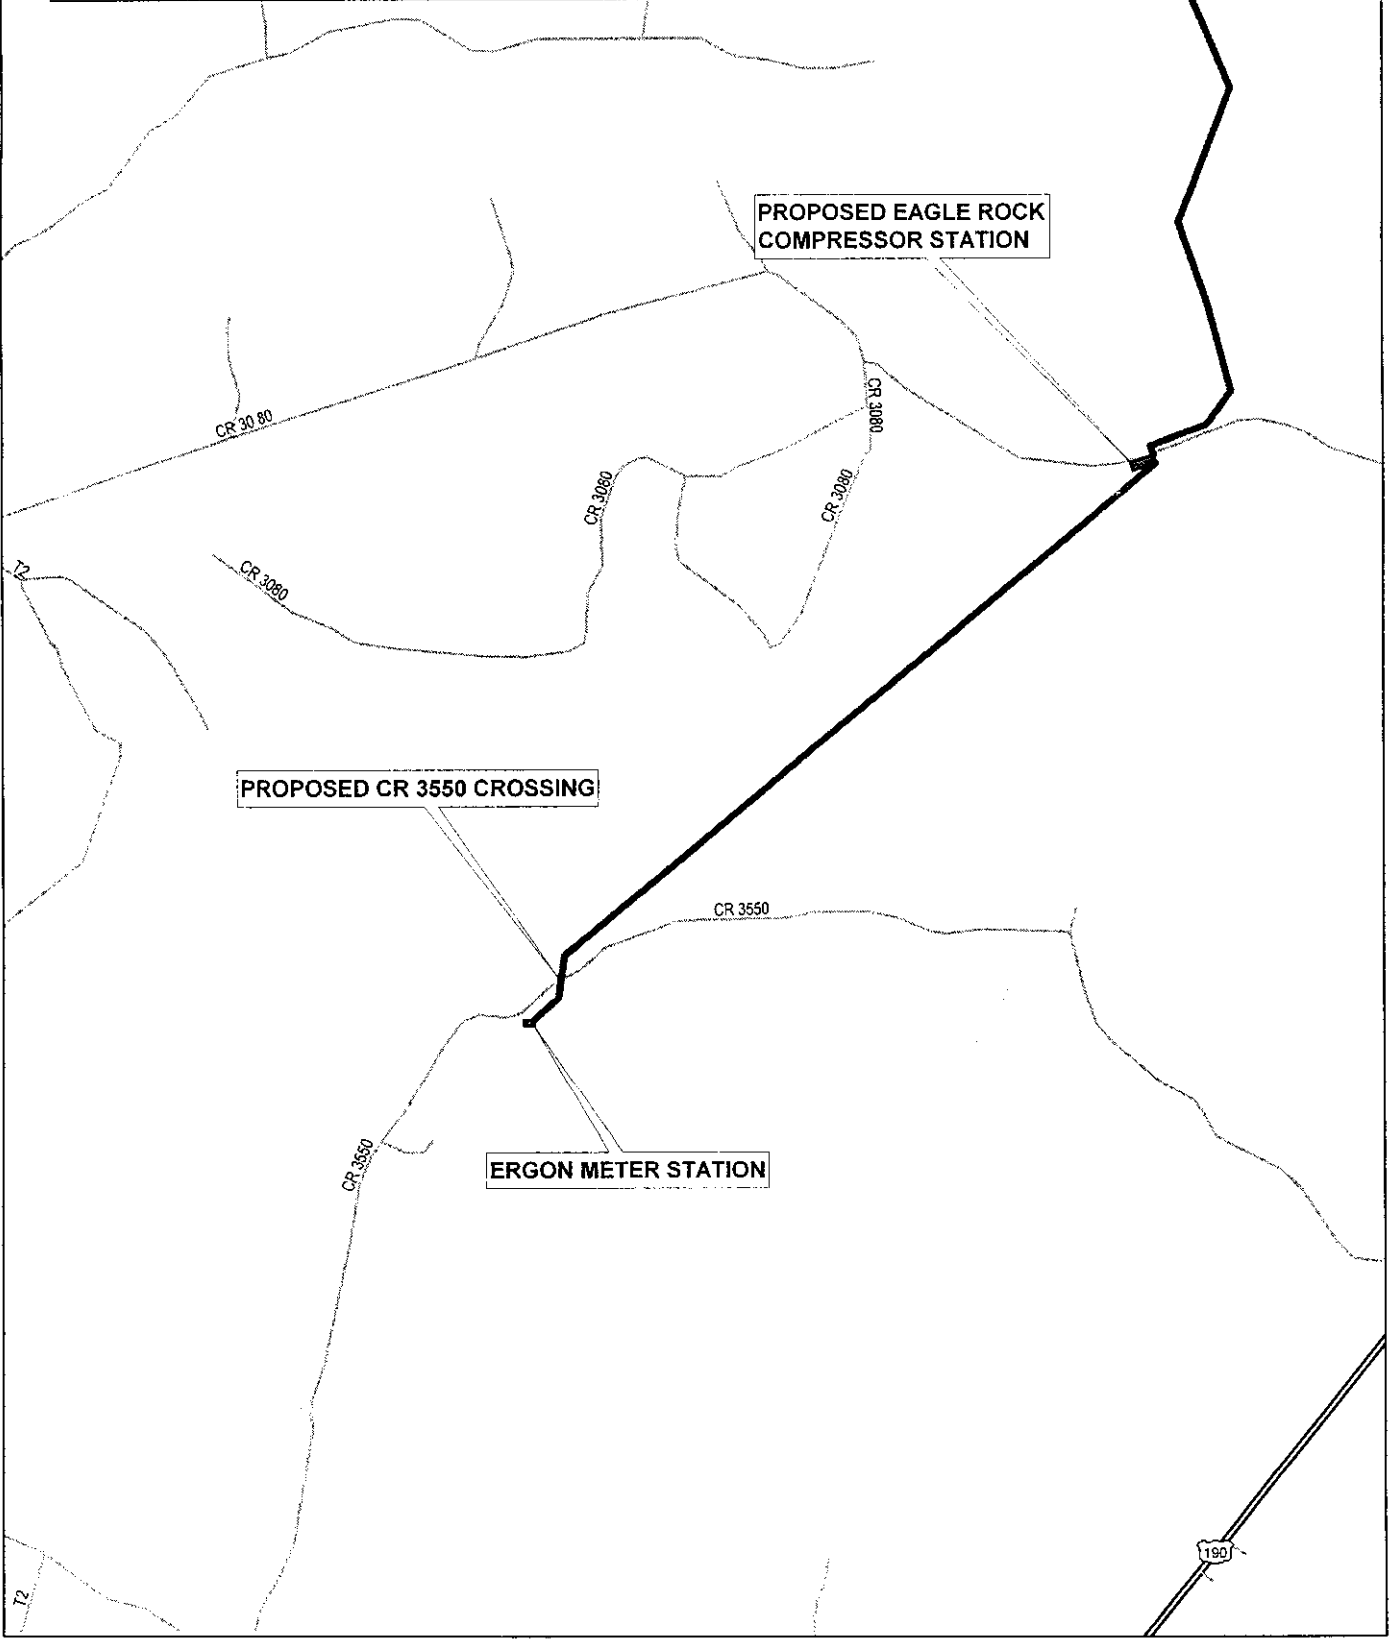 PROPOSED EAGLE ROCK
COMPRESSOR STATION
CR 3080
CR 30 80
CR 3080
CR 3080
T2
CR 3080
PROPOSED CR 3550 CROSSING
CR 3550
CR 3550
ERGON METER STATION
190
T2